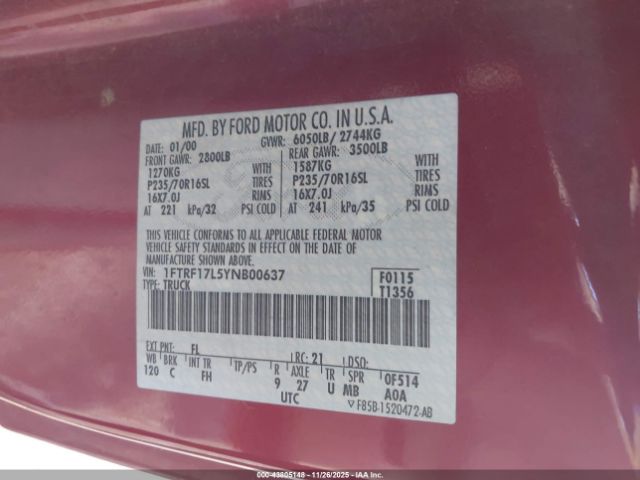 MFD. BY FORD MOTOR CO. IN U.S.A.
DATE: 01/00 GVWR: 6050LB/ 2744KG
FRONT GAWR: 2800LB REAR GAWR: 3500LB
1270KG WITH 1587KG WITH
P235/70R16SL TIRES P235/70R16SL TIRES
16X7.0J RIMS 16X7.0J RIMS
AT 221 kPa/32 PSI COLD AT 241 kPa/35 PSI COLD
THIS VEHICLE CONFORMS TO ALL APPLICABLE FEDERAL MOTOR
VEHICLE SAFETY STANDARDS IN EFFECT ON THE DATE OF
MANUFACTURE SHOWN ABOVE.
VIN: 1FTRF17L5YNB00637 F0115
TYPE: TRUCK T1356
EXT PNT: FL RC: 21 DSO:
WB BRK INT TR TP/PS R AXLE TR SPR 0F514
120 C FH 9 27 U MB A0A
UTC F85B-1520472-AB
No. 43805148 - 11/26/2025 - IAAI.COM